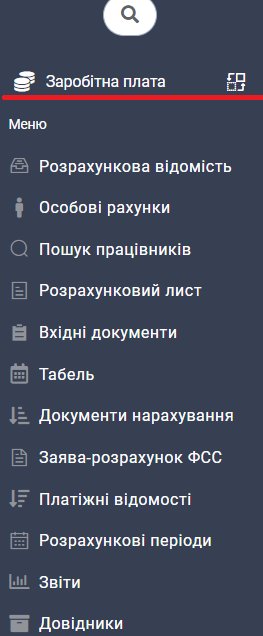 Заробітна плата
Меню
Розрахункова відомість
Особові рахунки
Пошук працівників
Розрахунковий лист
Вхідні документи
Табель
Документи нарахування
Заява-розрахунок ФСС
Платіжні відомості
Розрахункові періоди
Звіти
Довідники